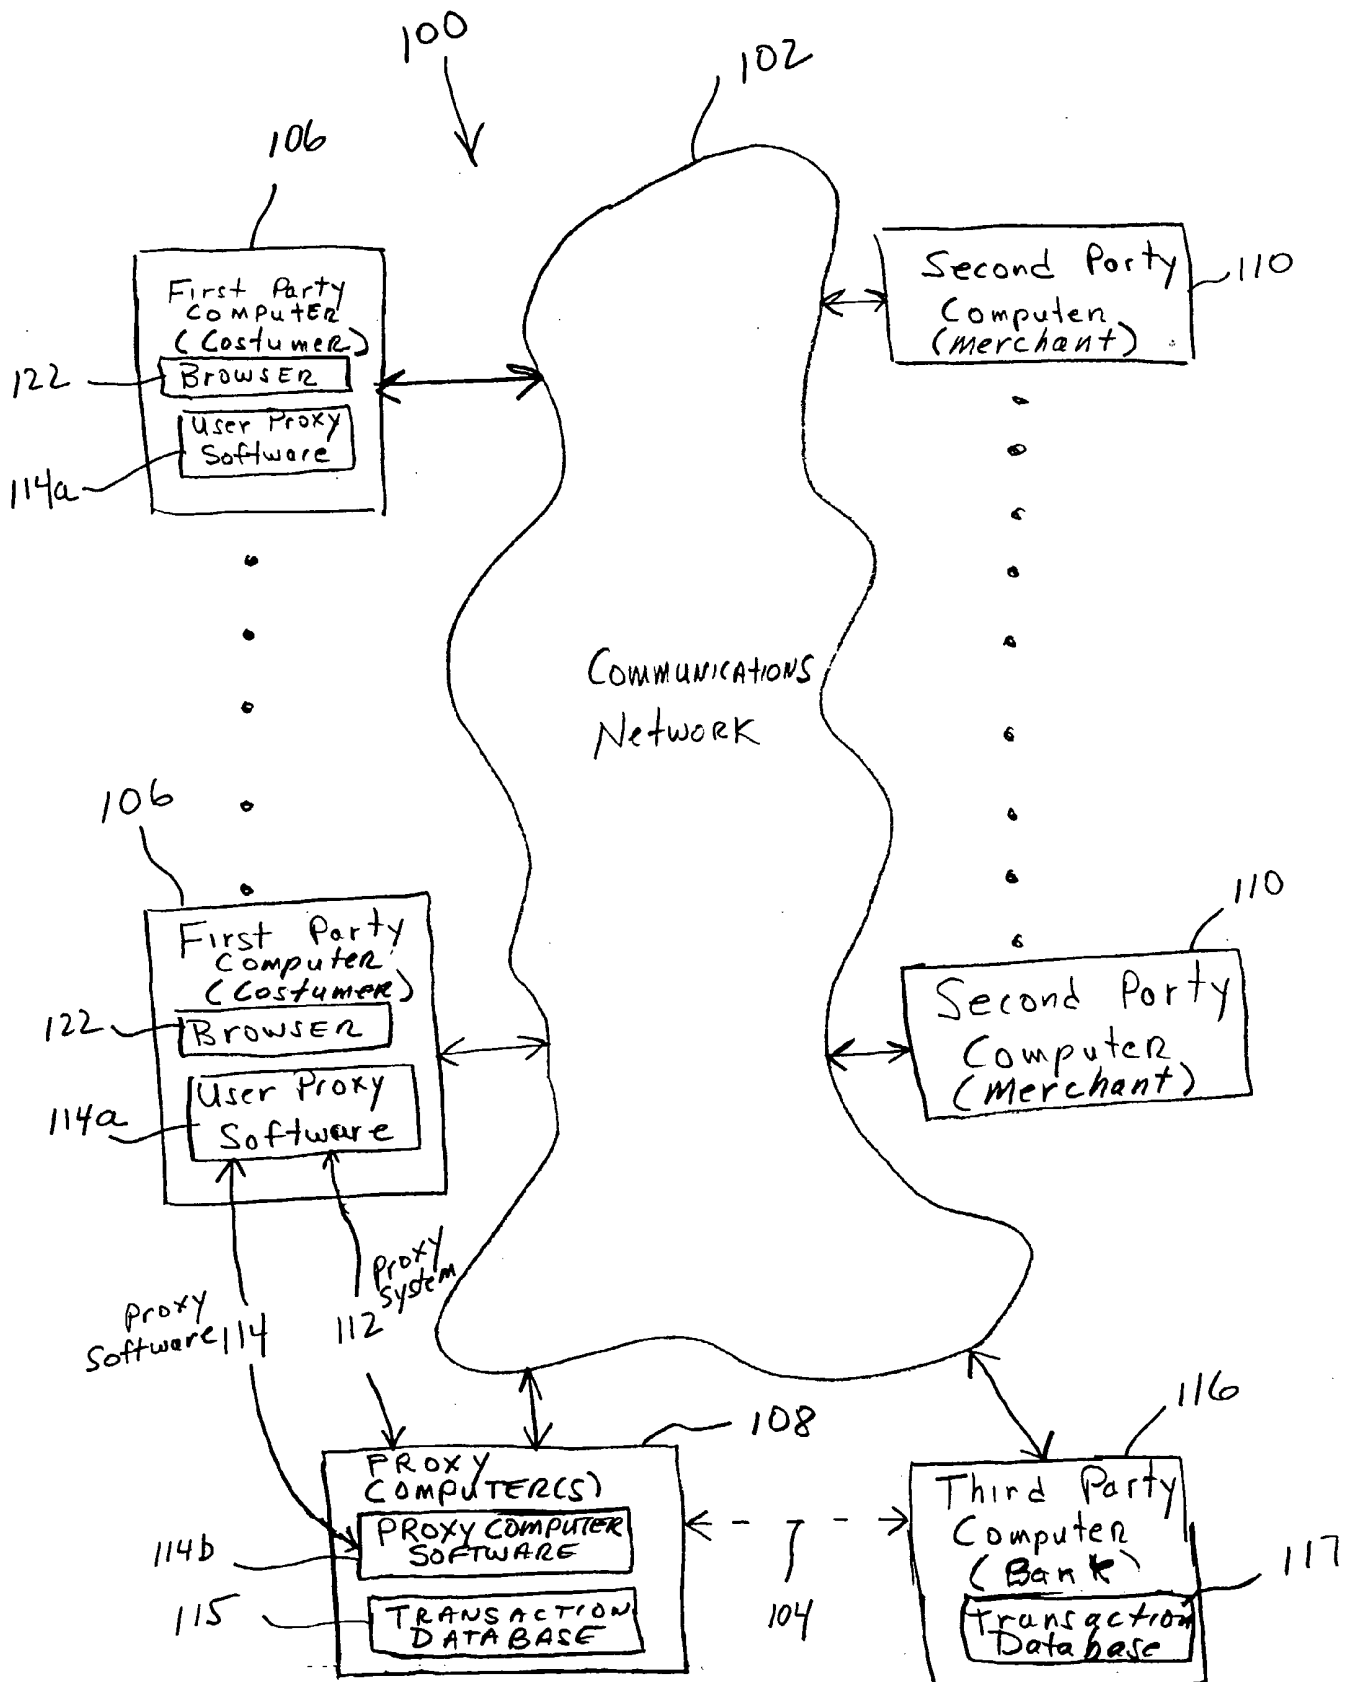 100
102
106
First Party
Computer
(Costumer)
122
Browser
User Proxy
Software
114a
Second Porty
Computer
(merchant)
110
Communications
Network
106
First Party
Computer
(Costumer)
122
Browser
User Proxy
Software
114a
110
Second Porty
Computer
(Merchant)
Proxy
Software 114
112
Proxy
System
108
PROXY
COMPUTER(S)
PROXY COMPUTER
SOFTWARE
114b
TRANSACTION
DATABASE
115
104
116
Third Party
Computer
(Bank)
Transaction
Database
117